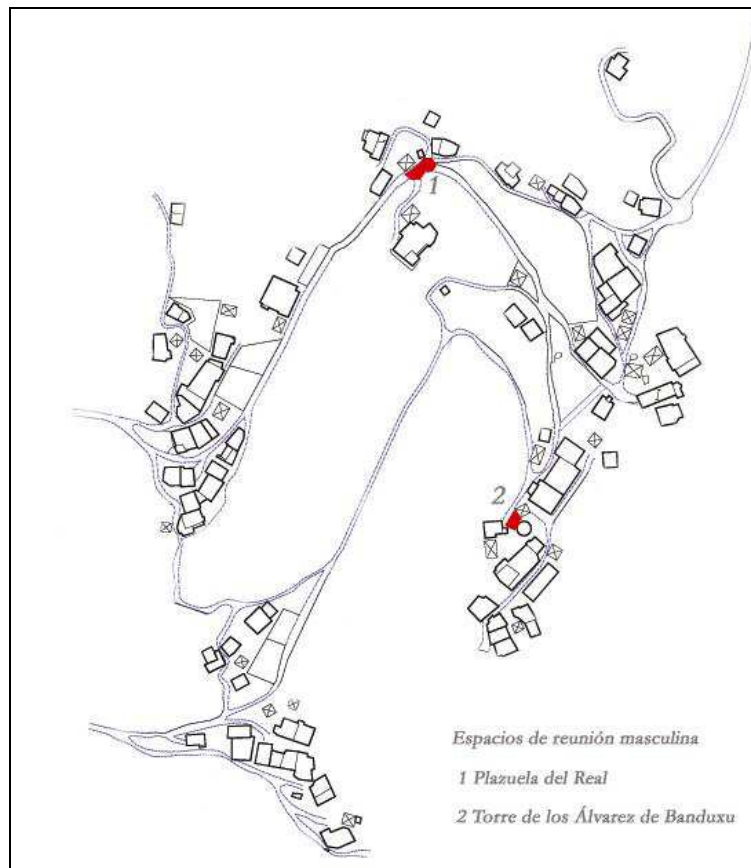 1
2
Espacios de reunión masculina
1 Plazuela del Real
2 Torre de los Álvarez de Banduxu